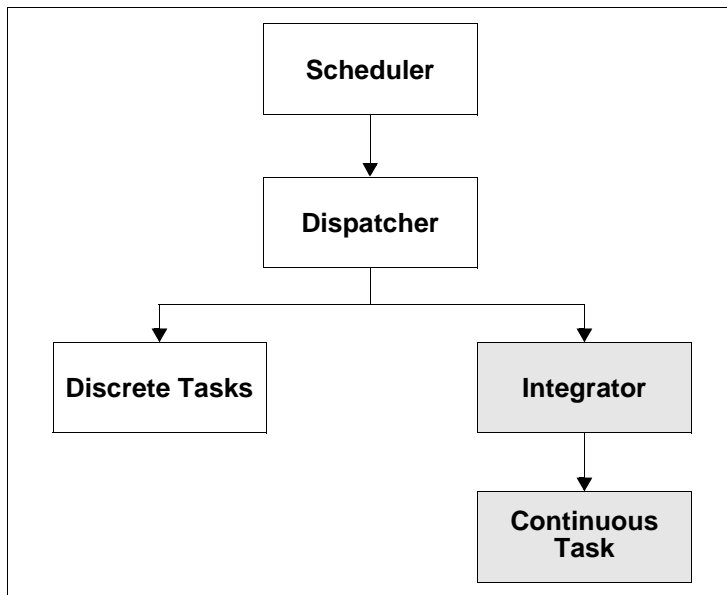 Scheduler
Dispatcher
Discrete Tasks
Integrator
Continuous
Task